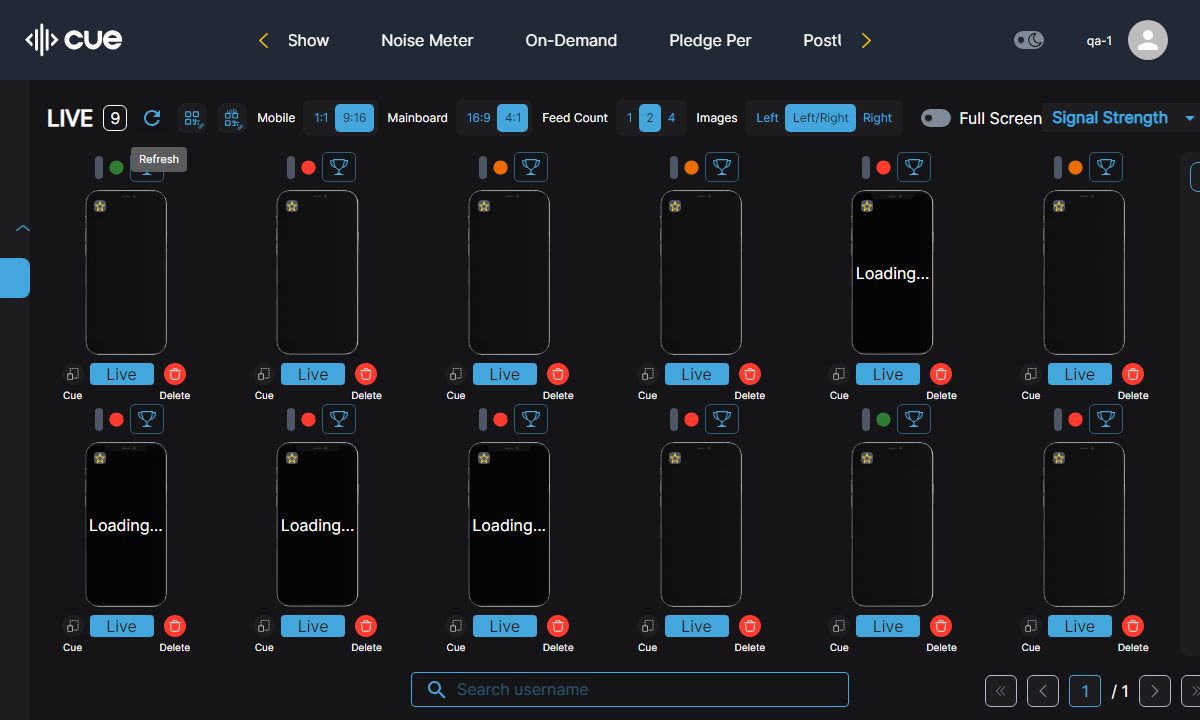 cue
Show
Noise Meter
On-Demand
Pledge Per
qa-1
LIVE 9
Mobile 1:1 9:16
Mainboard 16:9 4:1
Feed Count 1 2 4
Images Left Left/Right Right
Full Screen
Signal Strength
Refresh
Loading...
Live Live Live Live Live Live
Cue Delete Cue Delete Cue Delete Cue Delete Cue Delete Cue Delete
Loading... Loading... Loading...
Live Live Live Live Live Live
Cue Delete Cue Delete Cue Delete Cue Delete Cue Delete Cue Delete
Search username
1 / 1